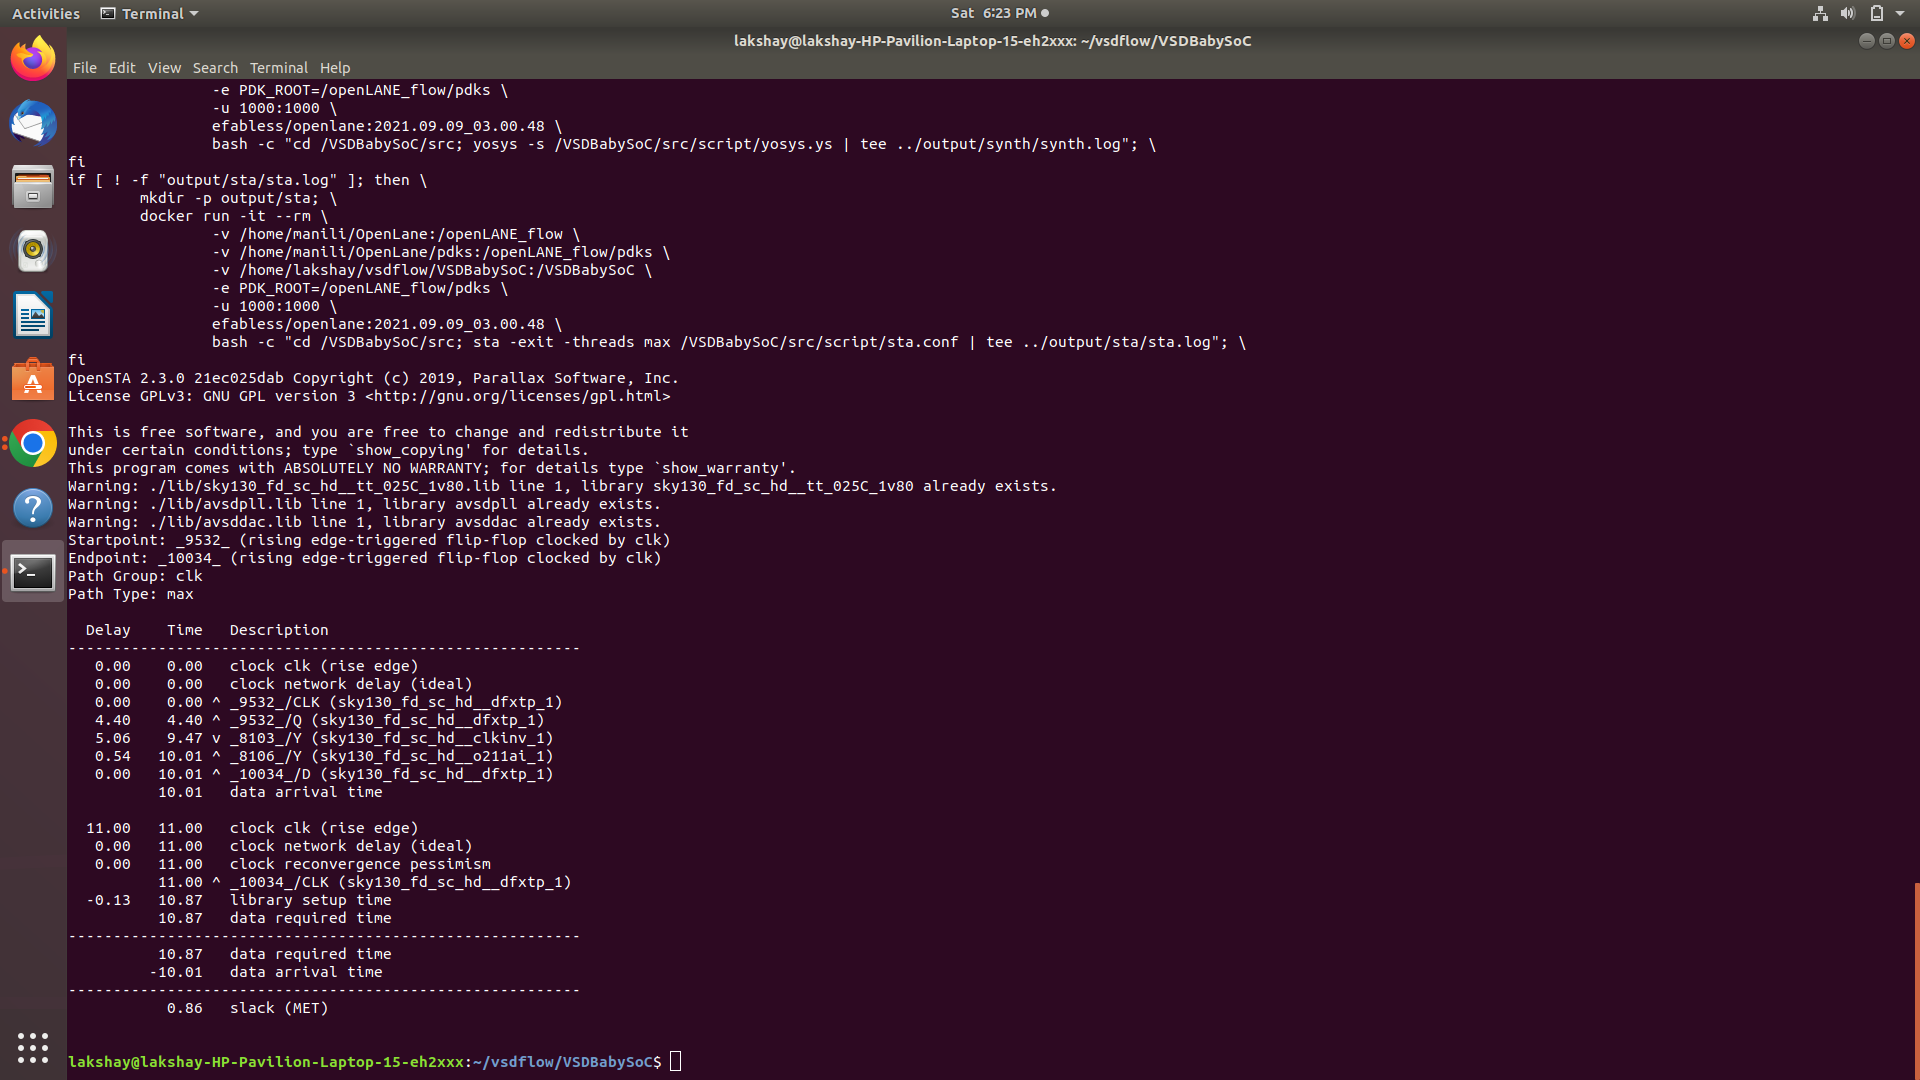 Activities Terminal Sat 6:23 PM
lakshay@lakshay-HP-Pavilion-Laptop-15-eh2xxx: ~/vsdflow/VSDBabySoC
File Edit View Search Terminal Help
                -e PDK_ROOT=/openLANE_flow/pdks \
                -u 1000:1000 \
                efabless/openlane:2021.09.09_03.00.48 \
                bash -c "cd /VSDBabySoC/src; yosys -s /VSDBabySoC/src/script/yosys.ys | tee ../output/synth/synth.log"; \
fi
if [ ! -f "output/sta/sta.log" ]; then \
        mkdir -p output/sta; \
        docker run -it --rm \
                -v /home/manili/OpenLane:/openLANE_flow \
                -v /home/manili/OpenLane/pdks:/openLANE_flow/pdks \
                -v /home/lakshay/vsdflow/VSDBabySoC:/VSDBabySoC \
                -e PDK_ROOT=/openLANE_flow/pdks \
                -u 1000:1000 \
                efabless/openlane:2021.09.09_03.00.48 \
                bash -c "cd /VSDBabySoC/src; sta -exit -threads max /VSDBabySoC/src/script/sta.conf | tee ../output/sta/sta.log"; \
fi
OpenSTA 2.3.0 21ec025dab Copyright (c) 2019, Parallax Software, Inc.
License GPLv3: GNU GPL version 3 <http://gnu.org/licenses/gpl.html>

This is free software, and you are free to change and redistribute it
under certain conditions; type `show_copying' for details.
This program comes with ABSOLUTELY NO WARRANTY; for details type `show_warranty'.
Warning: ./lib/sky130_fd_sc_hd__tt_025C_1v80.lib line 1, library sky130_fd_sc_hd__tt_025C_1v80 already exists.
Warning: ./lib/avsdpll.lib line 1, library avsdpll already exists.
Warning: ./lib/avsddac.lib line 1, library avsddac already exists.
Startpoint: _9532_ (rising edge-triggered flip-flop clocked by clk)
Endpoint: _10034_ (rising edge-triggered flip-flop clocked by clk)
Path Group: clk
Path Type: max

  Delay    Time   Description
---------------------------------------------------------
   0.00    0.00   clock clk (rise edge)
   0.00    0.00   clock network delay (ideal)
   0.00    0.00 ^ _9532_/CLK (sky130_fd_sc_hd__dfxtp_1)
   4.40    4.40 ^ _9532_/Q (sky130_fd_sc_hd__dfxtp_1)
   5.06    9.47 v _8103_/Y (sky130_fd_sc_hd__clkinv_1)
   0.54   10.01 ^ _8106_/Y (sky130_fd_sc_hd__o211ai_1)
   0.00   10.01 ^ _10034_/D (sky130_fd_sc_hd__dfxtp_1)
          10.01   data arrival time

  11.00   11.00   clock clk (rise edge)
   0.00   11.00   clock network delay (ideal)
   0.00   11.00   clock reconvergence pessimism
          11.00 ^ _10034_/CLK (sky130_fd_sc_hd__dfxtp_1)
  -0.13   10.87   library setup time
          10.87   data required time
---------------------------------------------------------
          10.87   data required time
         -10.01   data arrival time
---------------------------------------------------------
           0.86   slack (MET)

lakshay@lakshay-HP-Pavilion-Laptop-15-eh2xxx:~/vsdflow/VSDBabySoC$